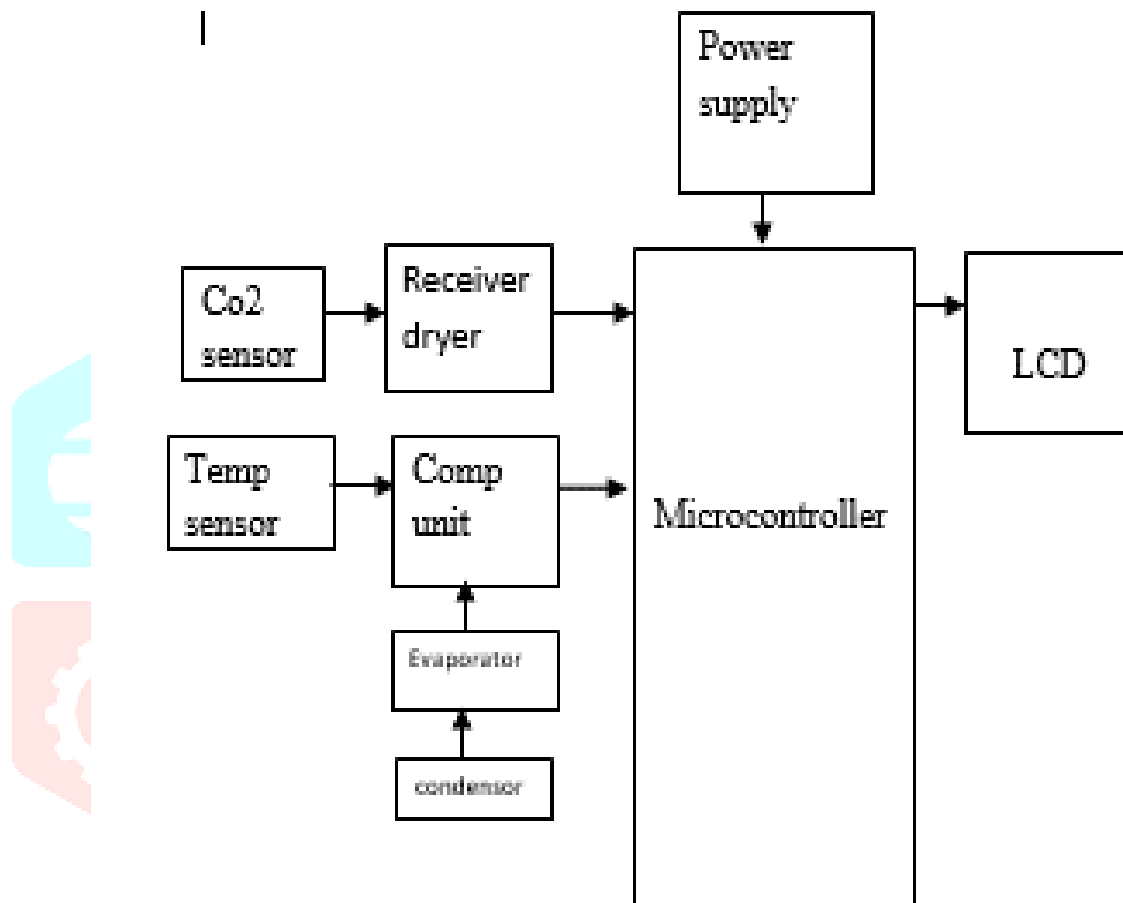 Power
supply
Co2
sensor
Receiver
dryer
LCD
Temp
sensor
Comp
unit
Microcontroller
Evaporator
condensor